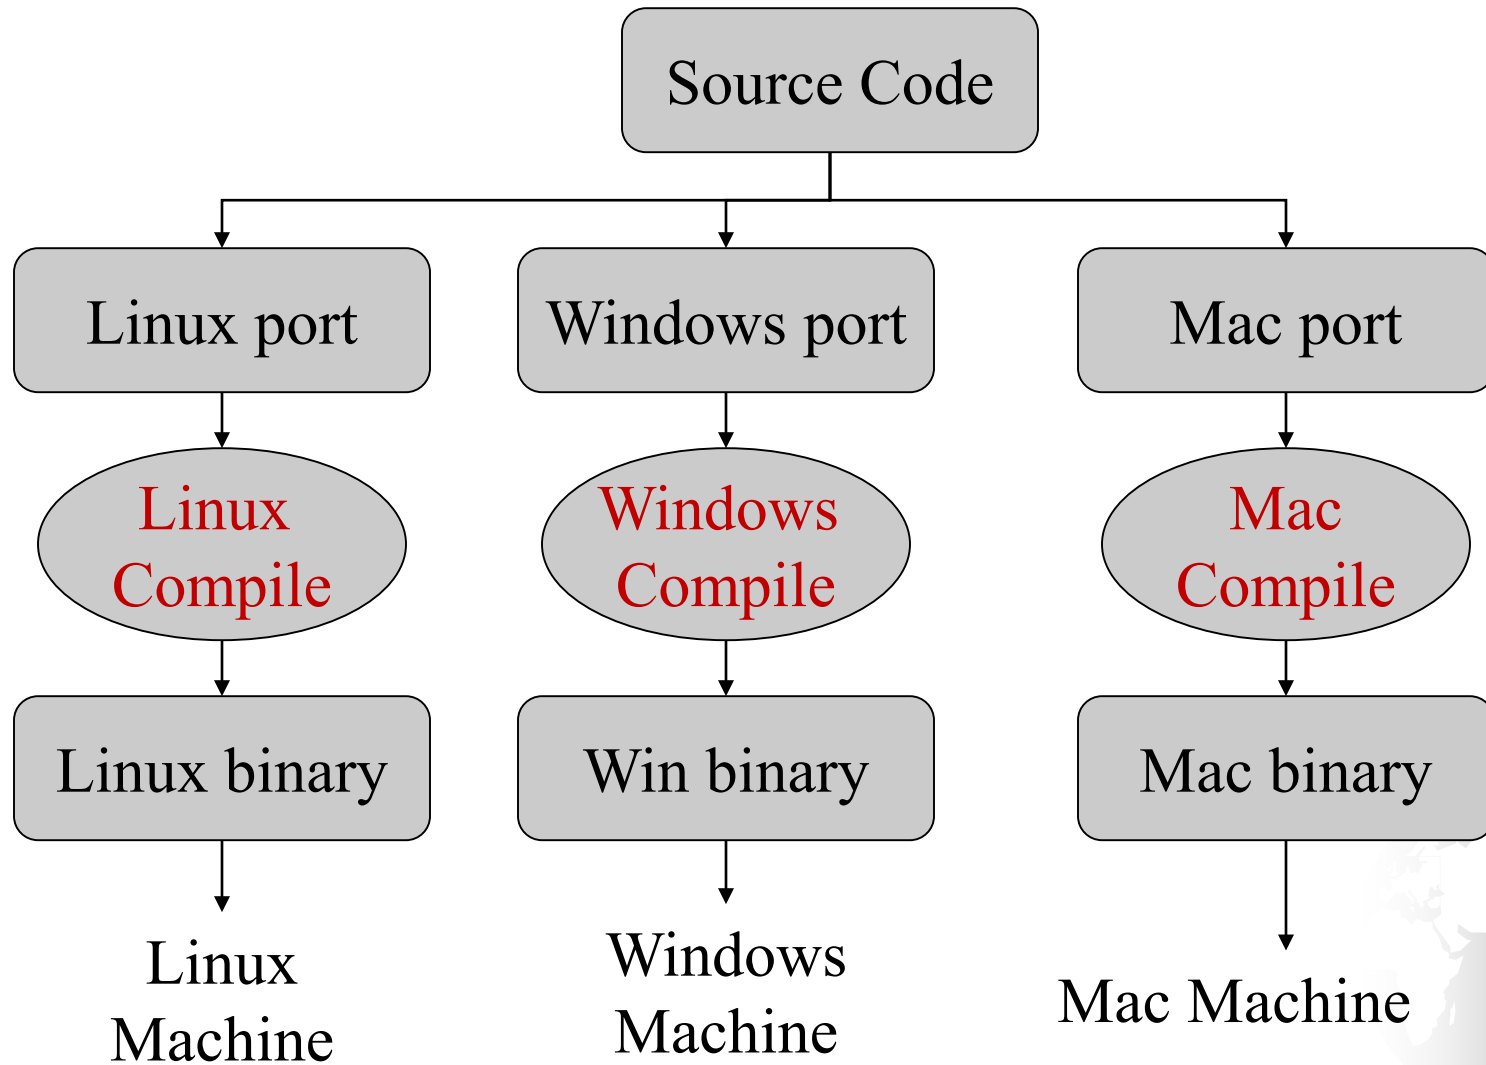 Source Code
Linux port
Windows port
Mac port
Linux
Compile
Windows
Compile
Mac
Compile
Linux binary
Win binary
Mac binary
Linux
Machine
Windows
Machine
Mac Machine